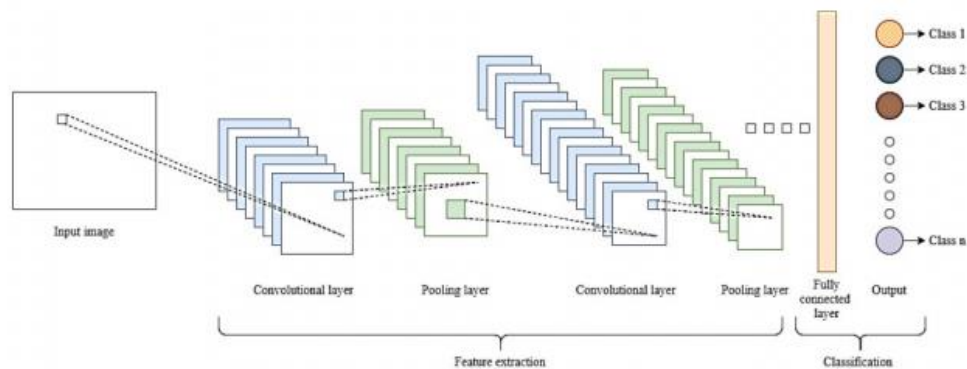 Class 1
Class 2
Class 3
Class n
Input image
Convolutional layer
Pooling layer
Convolutional layer
Pooling layer
Fully
connected
layer
Output
Feature extraction
Classification